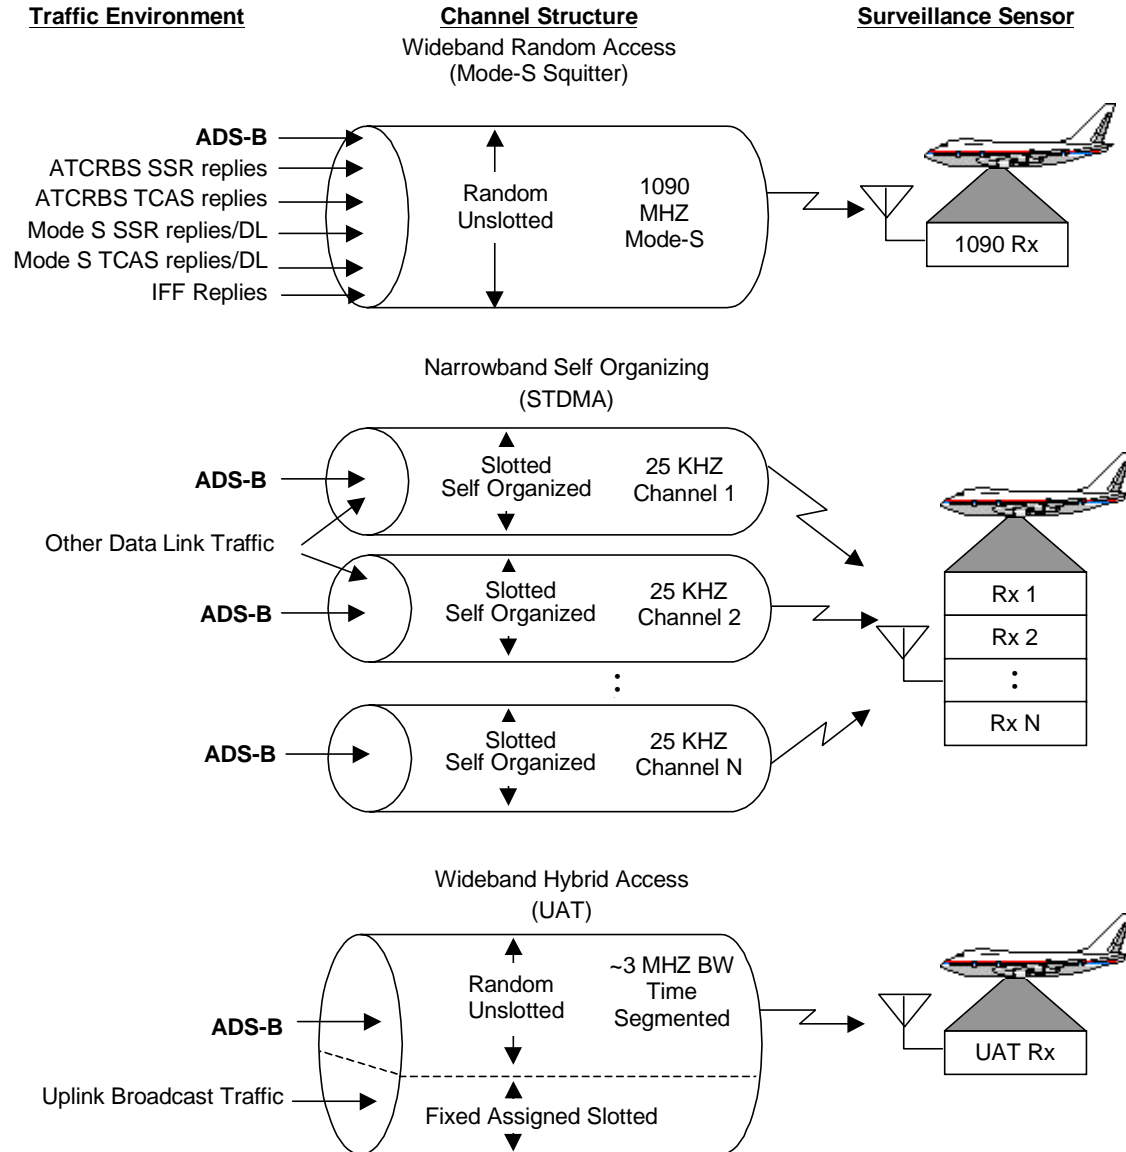 Traffic Environment
Channel Structure
Surveillance Sensor
Wideband Random Access
(Mode-S Squitter)
ADS-B
ATCRBS SSR replies
ATCRBS TCAS replies
Mode S SSR replies/DL
Mode S TCAS replies/DL
IFF Replies
Random
Unslotted
1090
MHZ
Mode-S
1090 Rx
Narrowband Self Organizing
(STDMA)
ADS-B
Slotted
Self Organized
25 KHZ
Channel 1
Other Data Link Traffic
ADS-B
Slotted
Self Organized
25 KHZ
Channel 2
:
ADS-B
Slotted
Self Organized
25 KHZ
Channel N
Rx 1
Rx 2
:
Rx N
Wideband Hybrid Access
(UAT)
ADS-B
Random
Unslotted
~3 MHZ BW
Time
Segmented
UAT Rx
Uplink Broadcast Traffic
Fixed Assigned Slotted